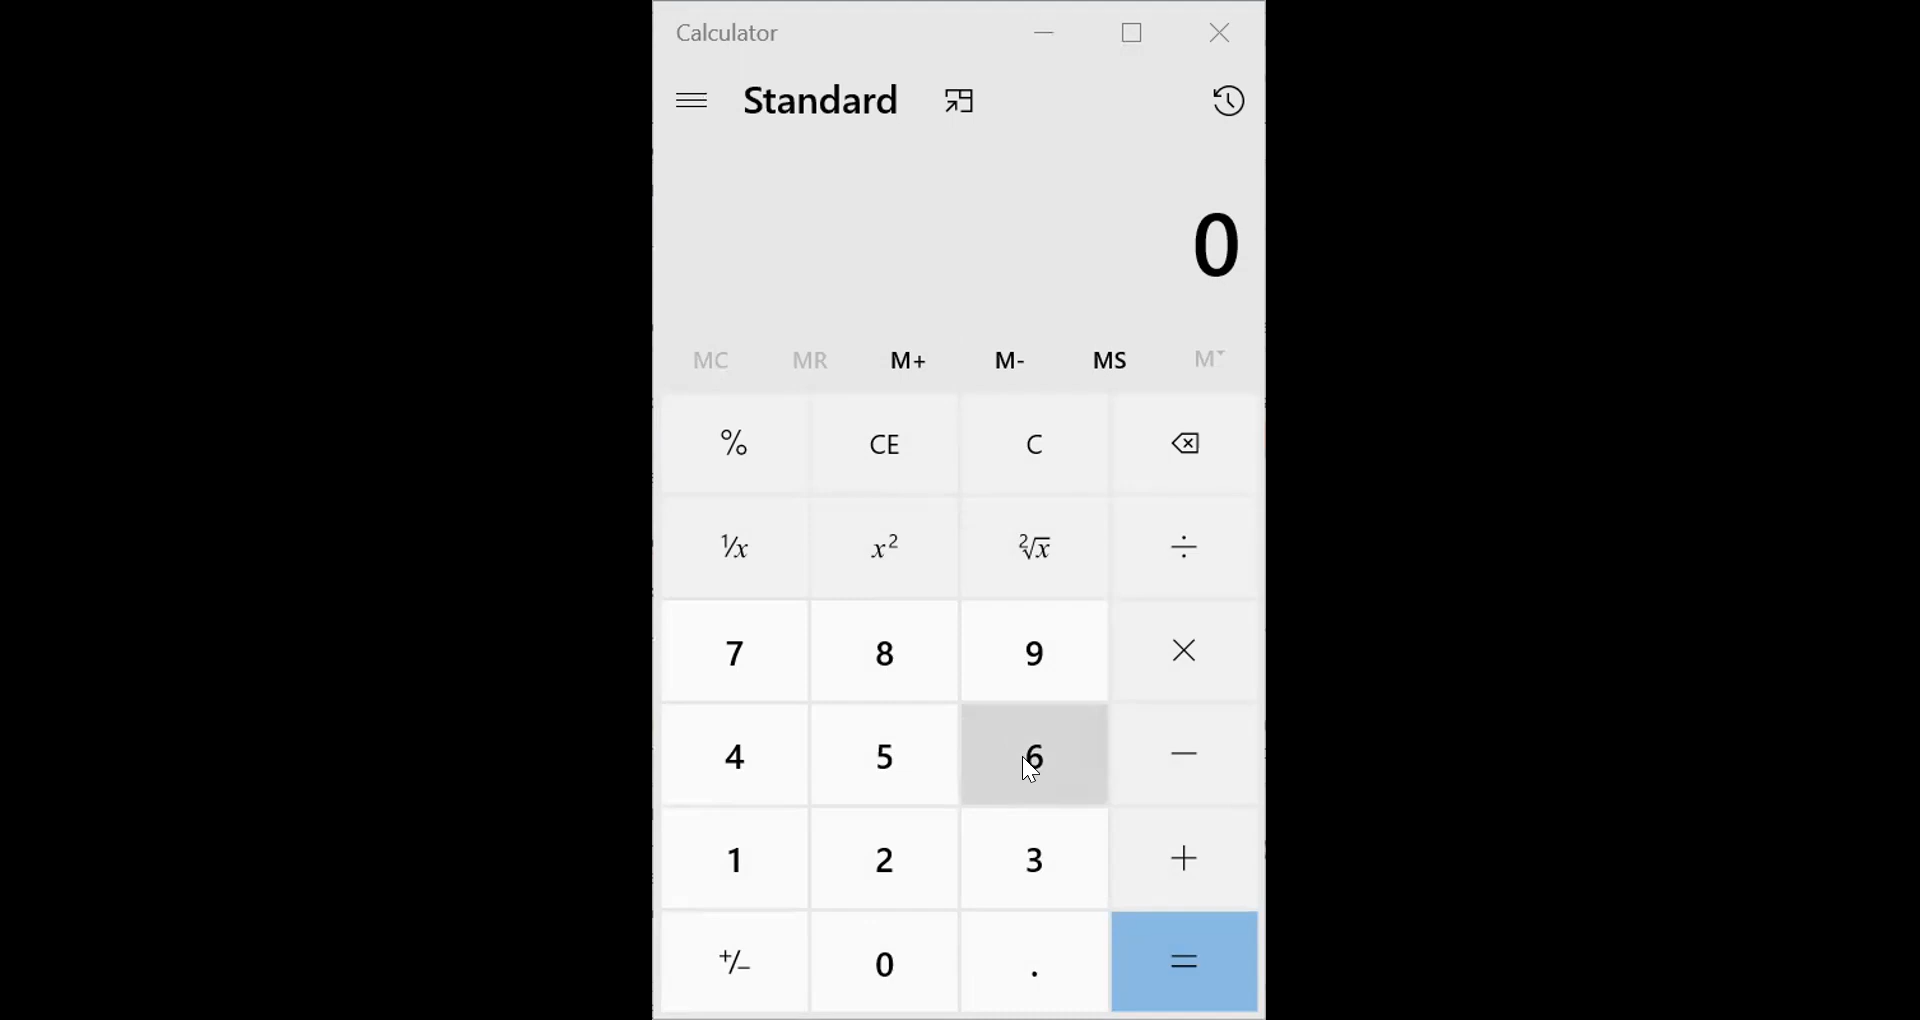 Calculator
Standard
0
MC MR M+ M- MS M˅
% CE C
⅟x x² ²√x ÷
7 8 9 ×
4 5 6 −
1 2 3 +
+/− 0 . =